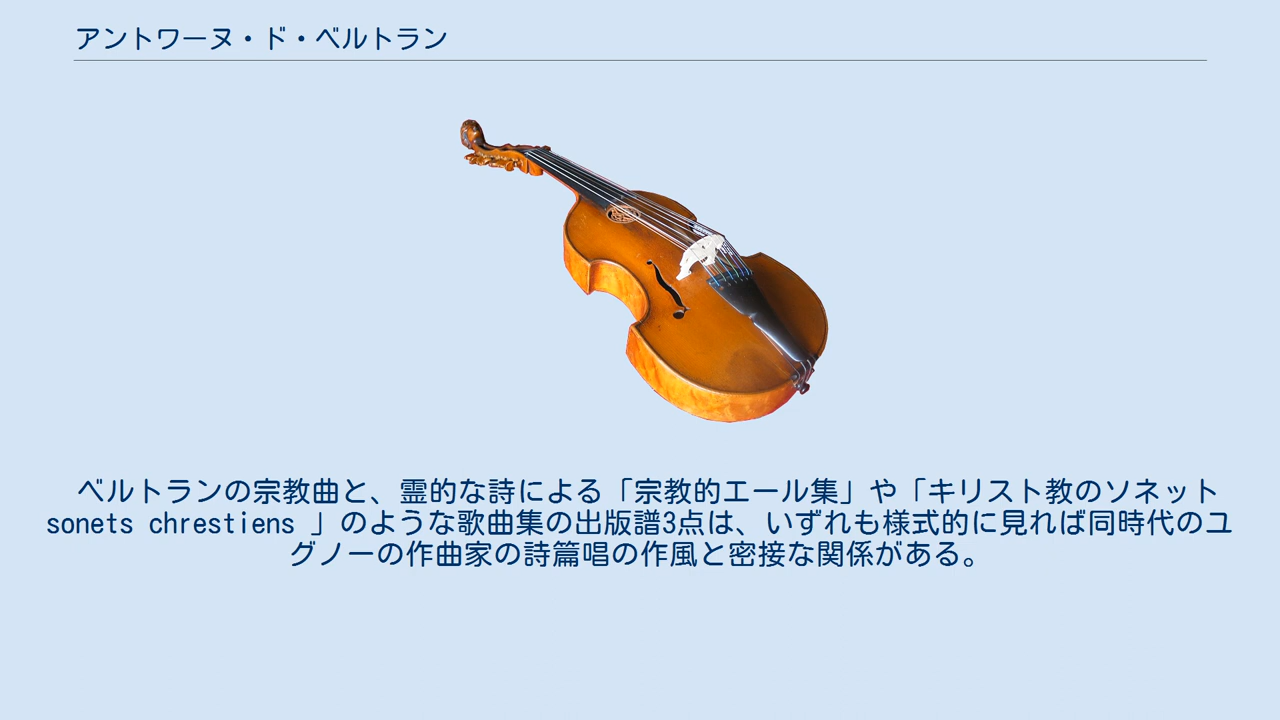 アントワーヌ・ド・ベルトラン
ベルトランの宗教曲と、霊的な詩による「宗教的エール集」や「キリスト教のソネット
sonets chrestiens 」のような歌曲集の出版譜3点は、いずれも様式的に見れば同時代のユ
グノーの作曲家の詩篇唱の作風と密接な関係がある。